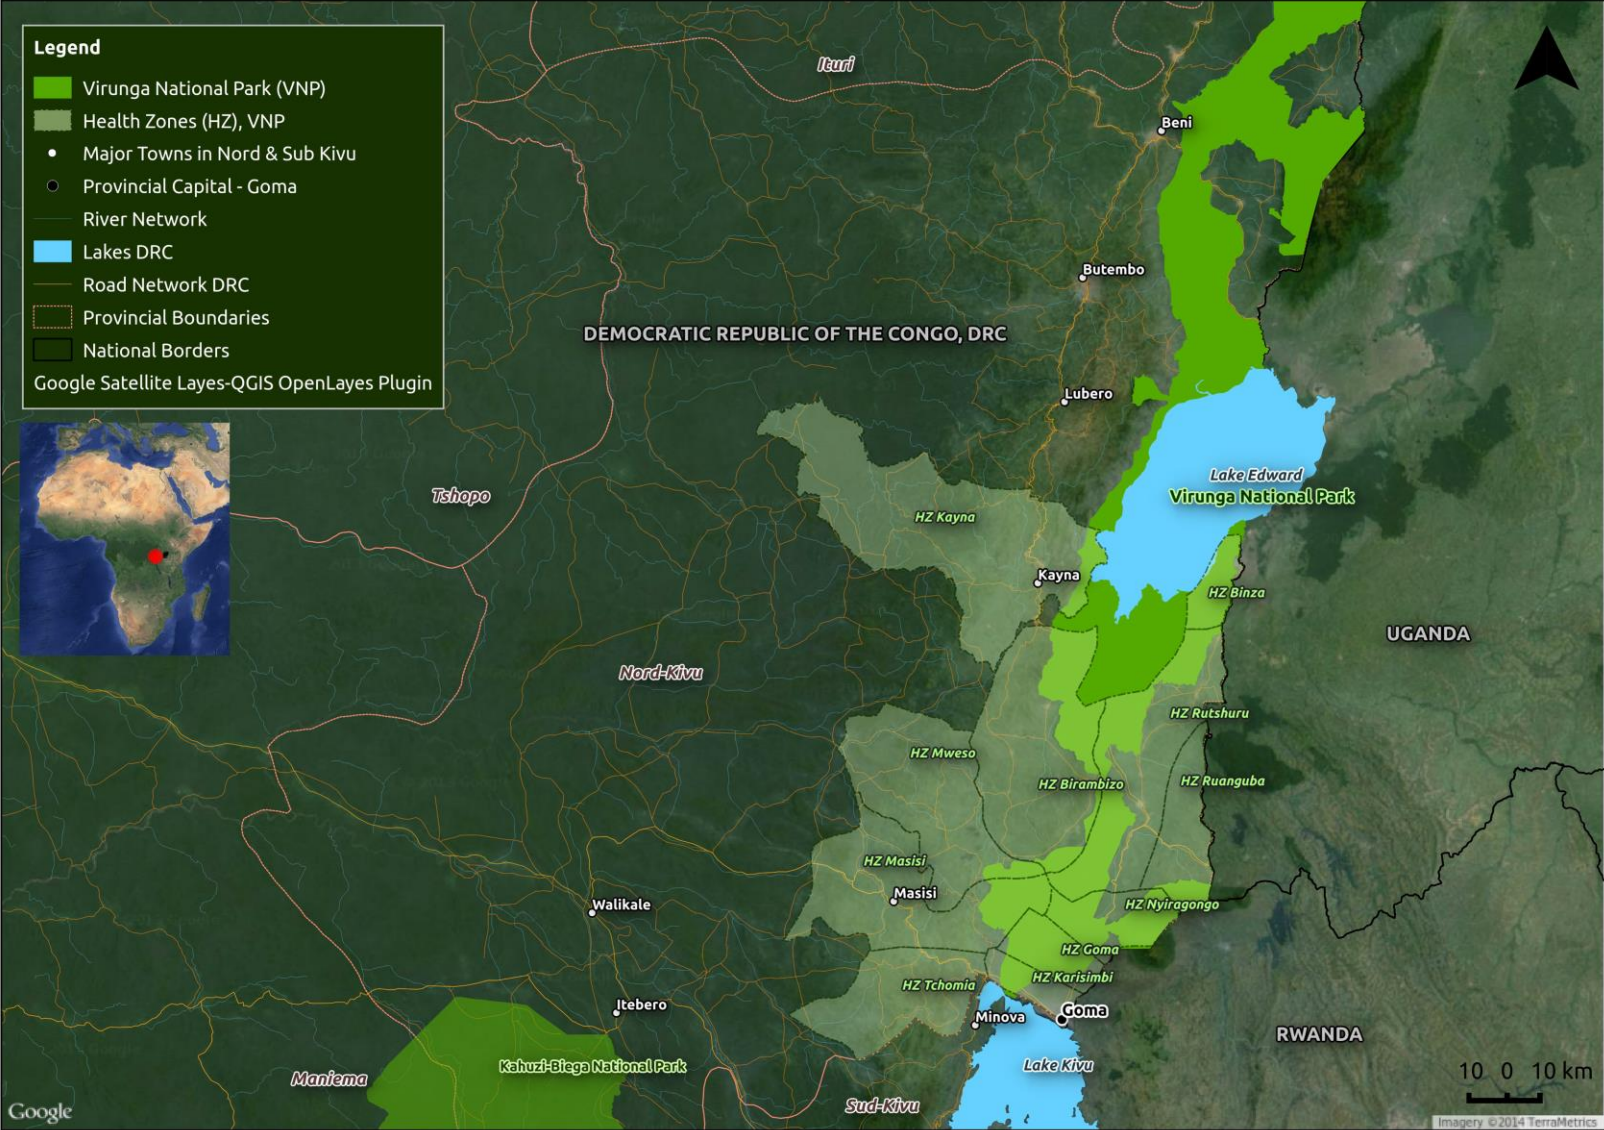 Legend
Virunga National Park (VNP)
Health Zones (HZ), VNP
Major Towns in Nord & Sub Kivu
Provincial Capital - Goma
River Network
Lakes DRC
Road Network DRC
Provincial Boundaries
National Borders
Google Satellite Layes-QGIS OpenLayes Plugin
Ituri
Beni
Butembo
DEMOCRATIC REPUBLIC OF THE CONGO, DRC
Lubero
Lake Edward
Virunga National Park
Tshopo
HZ Kayna
Kayna
HZ Binza
UGANDA
Nord-Kivu
HZ Rutshuru
HZ Mweso
HZ Birambizo
HZ Ruanguba
HZ Masisi
Masisi
Walikale
HZ Nyiragongo
HZ Goma
HZ Karisimbi
HZ Tchomia
Itebero
Minova
Goma
RWANDA
Kahuzi-Biega National Park
Lake Kivu
Maniema
Sud-Kivu
10 0 10 km
Google
Imagery ©2014 TerraMetrics